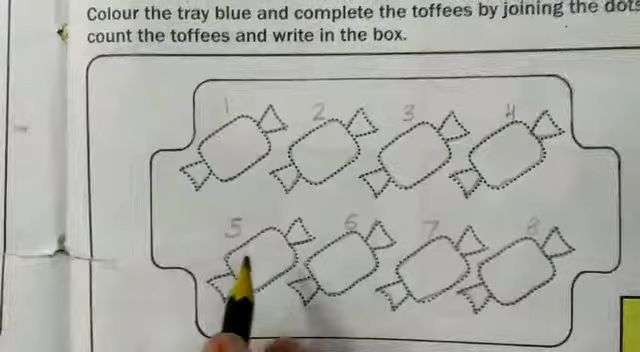 Colour the tray blue and complete the toffees by joining the dots
count the toffees and write in the box.
1 2 3 4
5 6 7 8